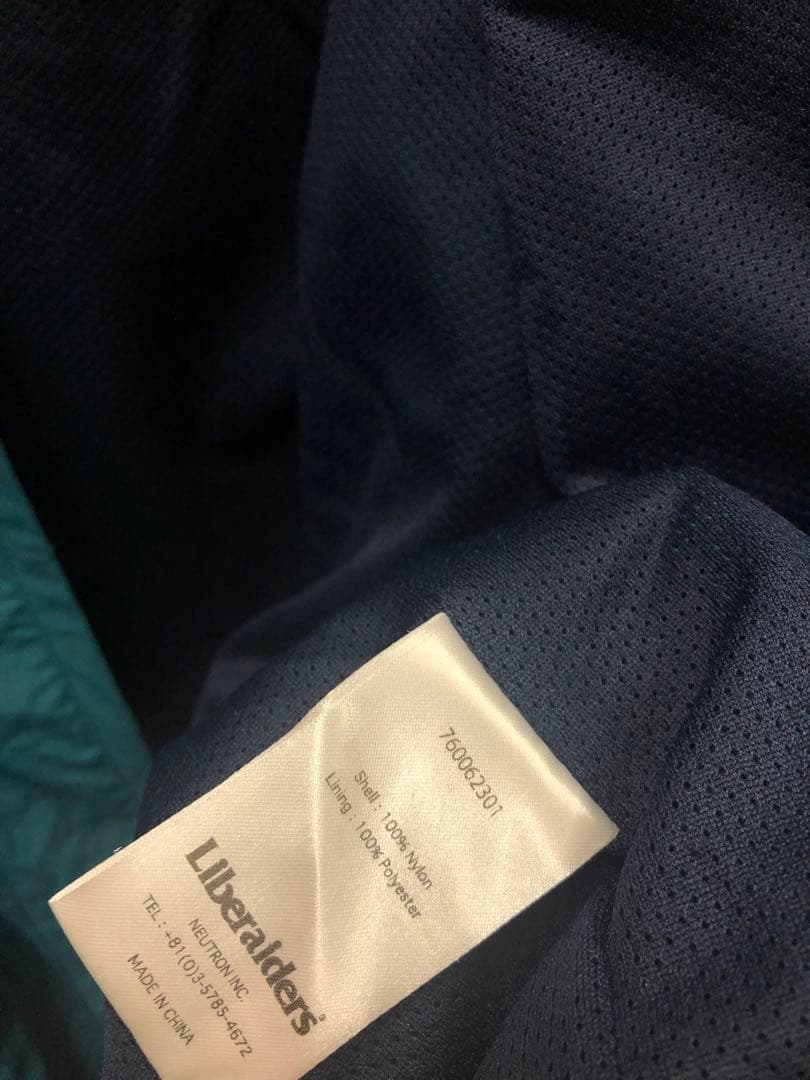 760062301
Shell : 100% Nylon
Lining : 100% Polyester
Liberaiders®
NEUTRON INC.
TEL : +81(0)3-5785-4672
MADE IN CHINA